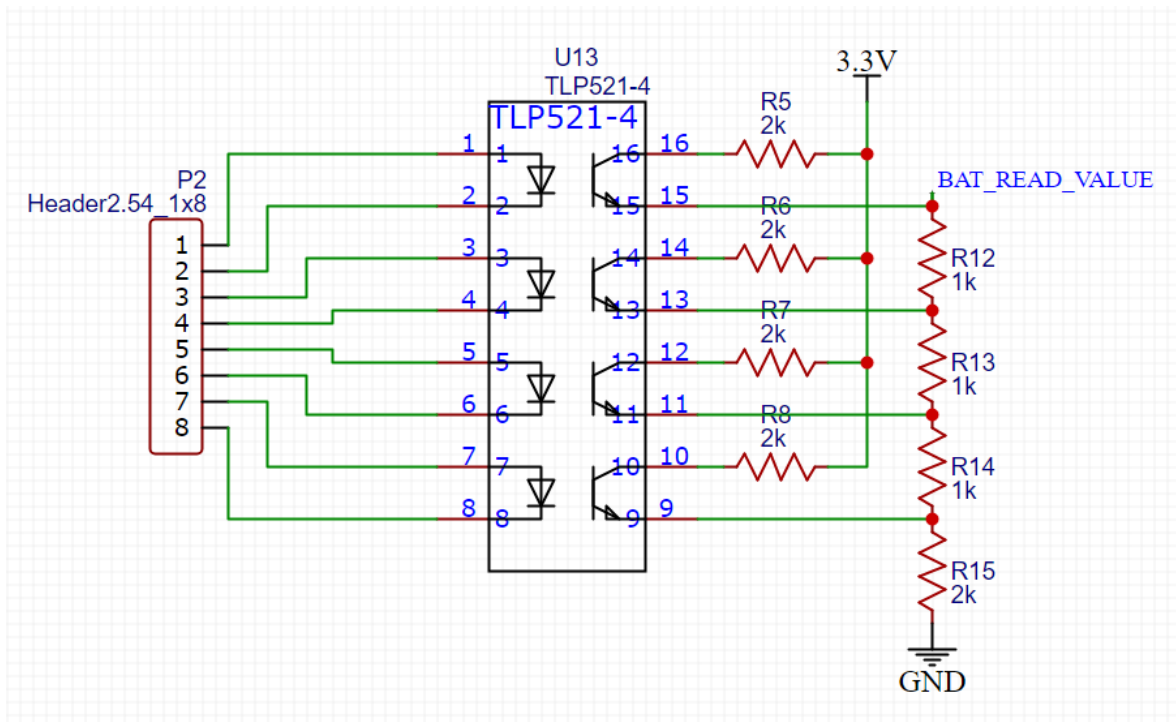 U13
TLP521-4
TLP521-4
3.3V
R5
2k
1 1 16 16
P2
BAT_READ_VALUE
Header2.54_1x8
2 2 15 15
R6
2k
1
3 3 14 14
R12
1k
2
3
4 4 13 13
4
R7
2k
5
5 5 12 12
R13
1k
6
7
6 6 11 11
8
R8
2k
7 7 10 10
R14
1k
8 8 9 9
R15
2k
GND